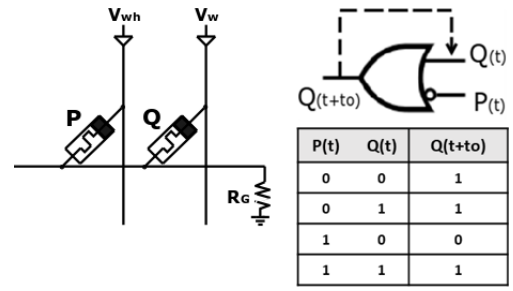 Vwh Vw
P Q
RG
Q(t)
Q(t+to) P(t)
P(t) Q(t) Q(t+to)
0 0 1
0 1 1
1 0 0
1 1 1